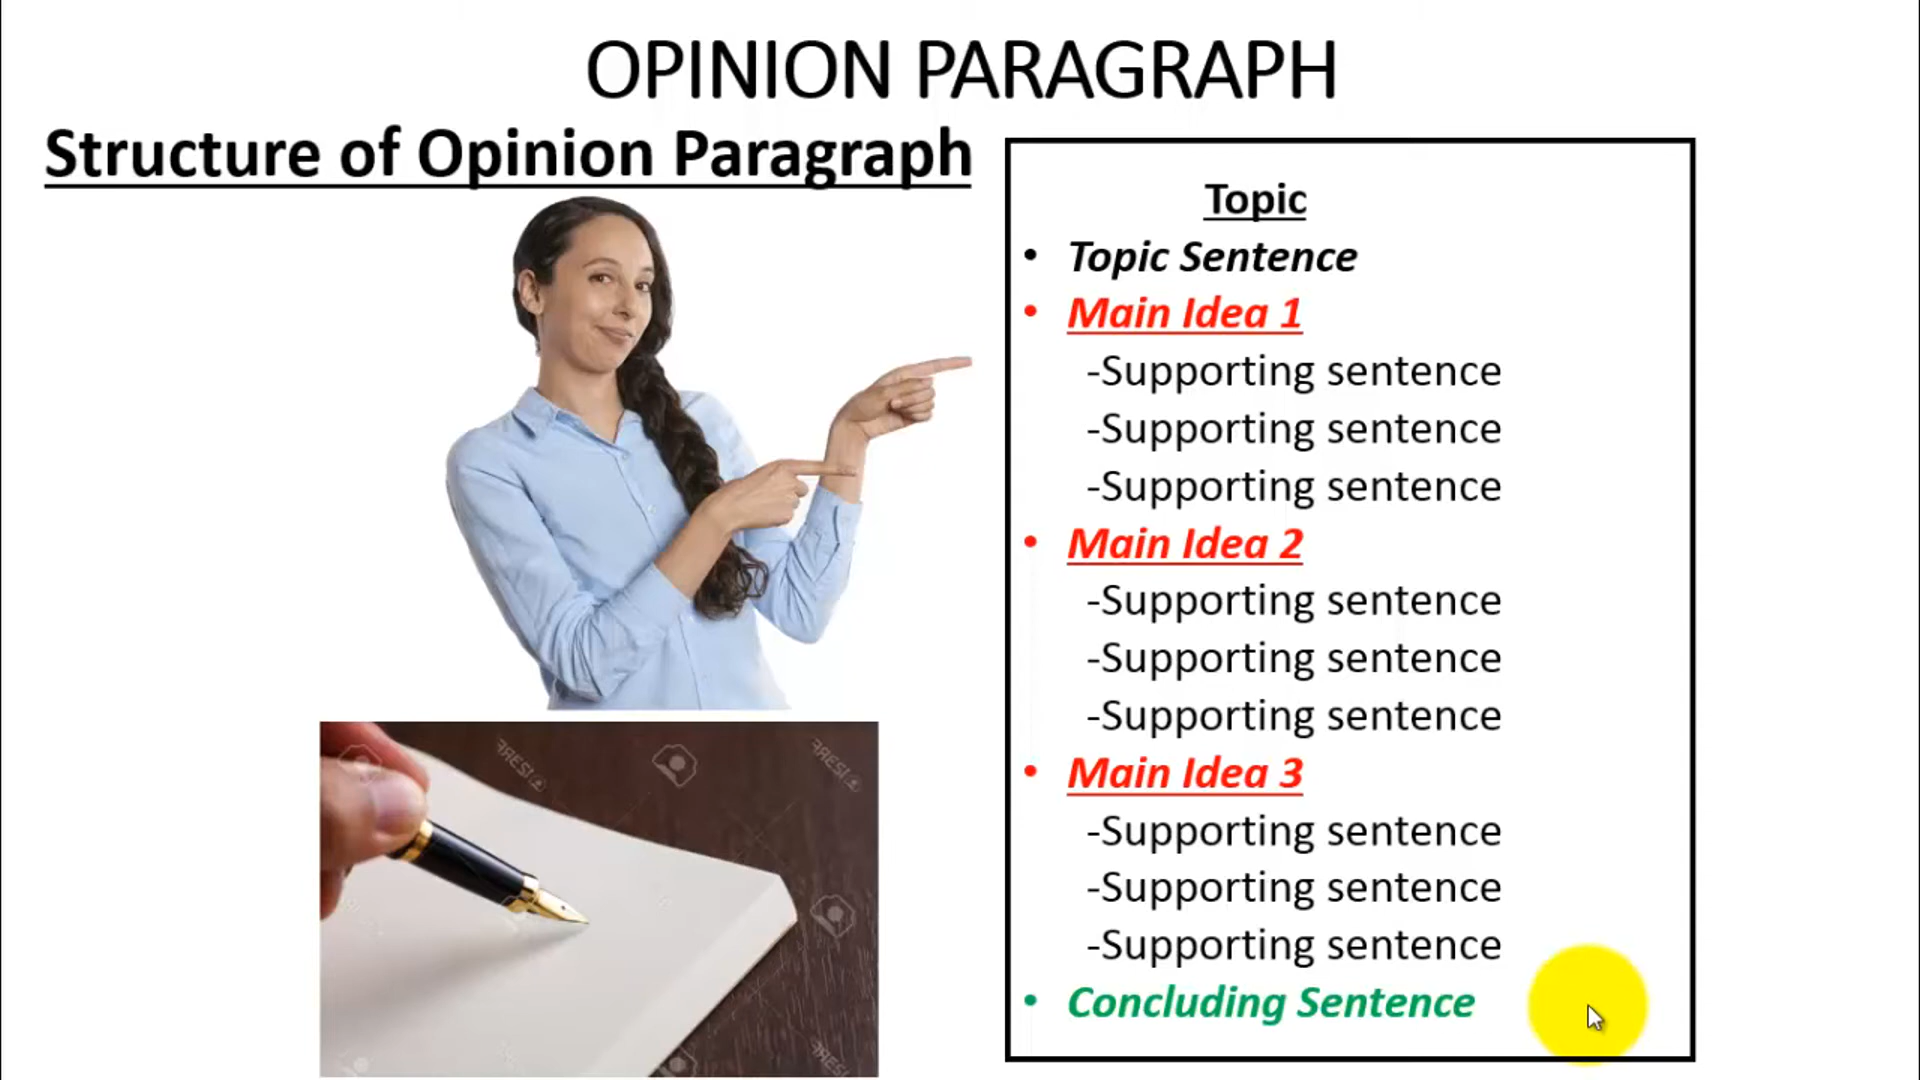 OPINION PARAGRAPH
Structure of Opinion Paragraph
Topic
• Topic Sentence
• Main Idea 1
-Supporting sentence
-Supporting sentence
-Supporting sentence
• Main Idea 2
-Supporting sentence
-Supporting sentence
-Supporting sentence
• Main Idea 3
-Supporting sentence
-Supporting sentence
-Supporting sentence
• Concluding Sentence